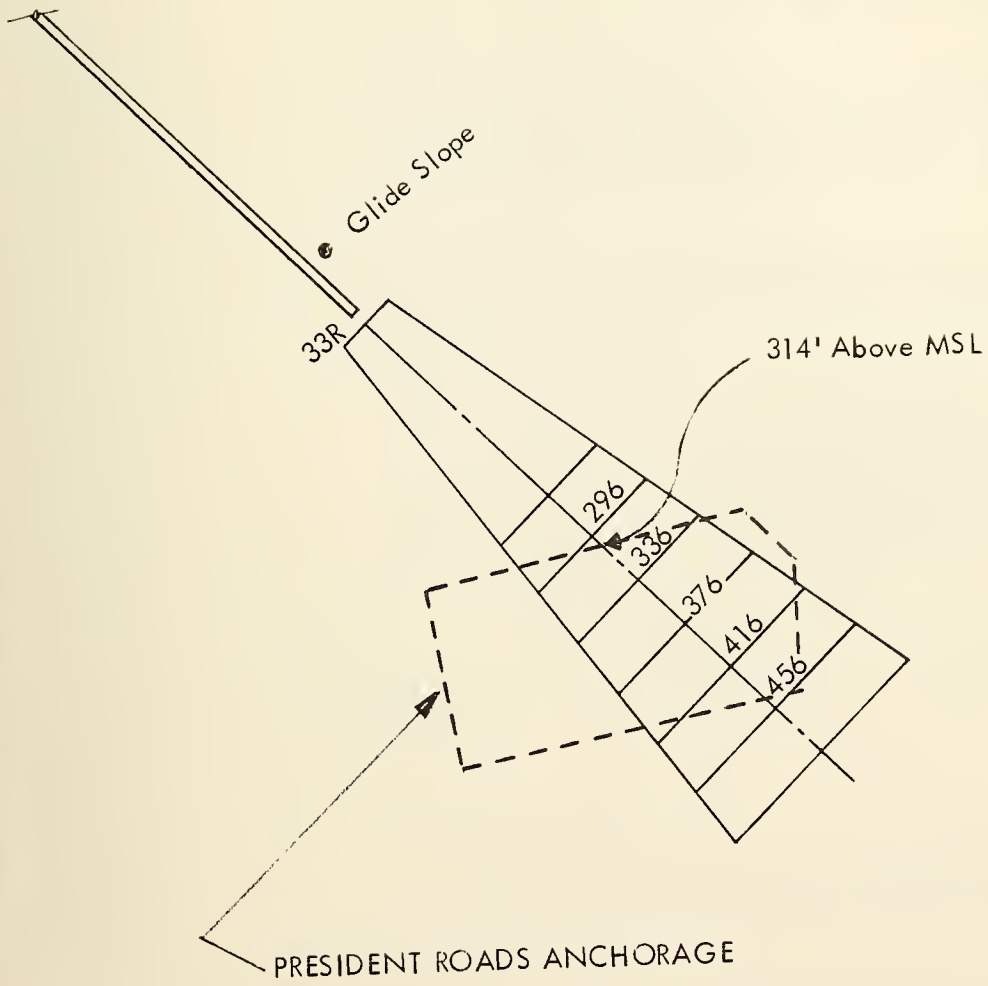 Glide Slope
33R
314' Above MSL
296
336
376
416
456
PRESIDENT ROADS ANCHORAGE